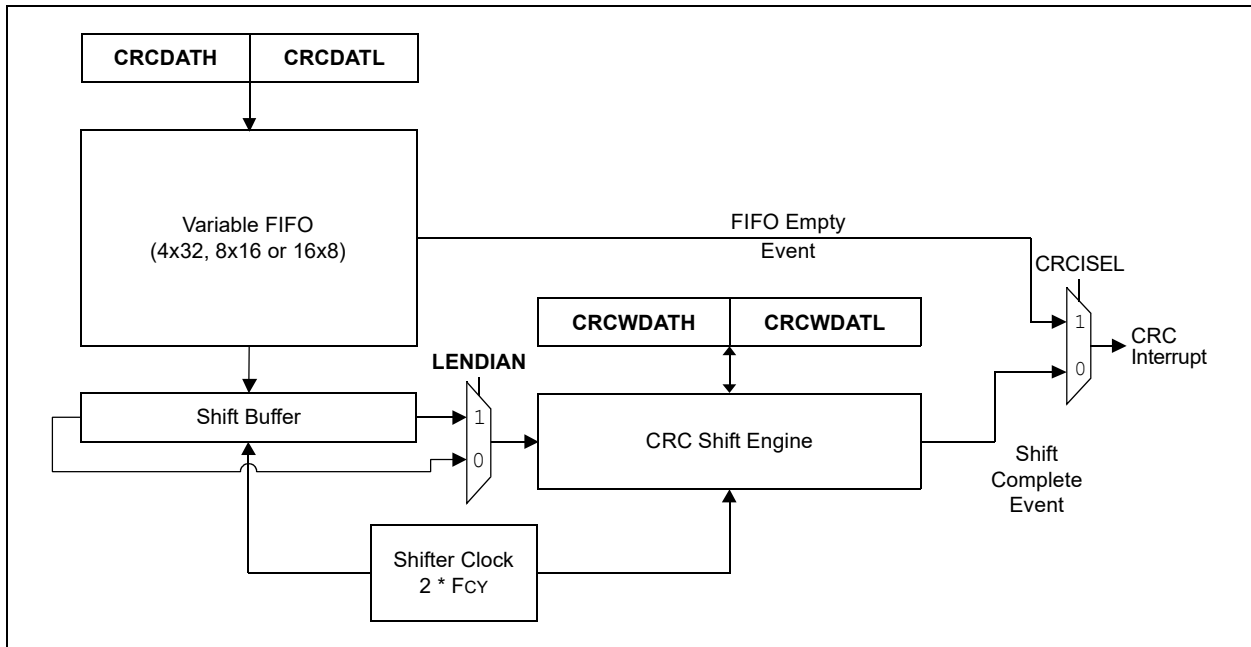 CRCDATH
CRCDATL
Variable FIFO
(4x32, 8x16 or 16x8)
FIFO Empty
Event
CRCISEL
1
0
CRC
Interrupt
CRCWDATH
CRCWDATL
LENDIAN
Shift Buffer
1
0
CRC Shift Engine
Shift
Complete
Event
Shifter Clock
2 * FCY